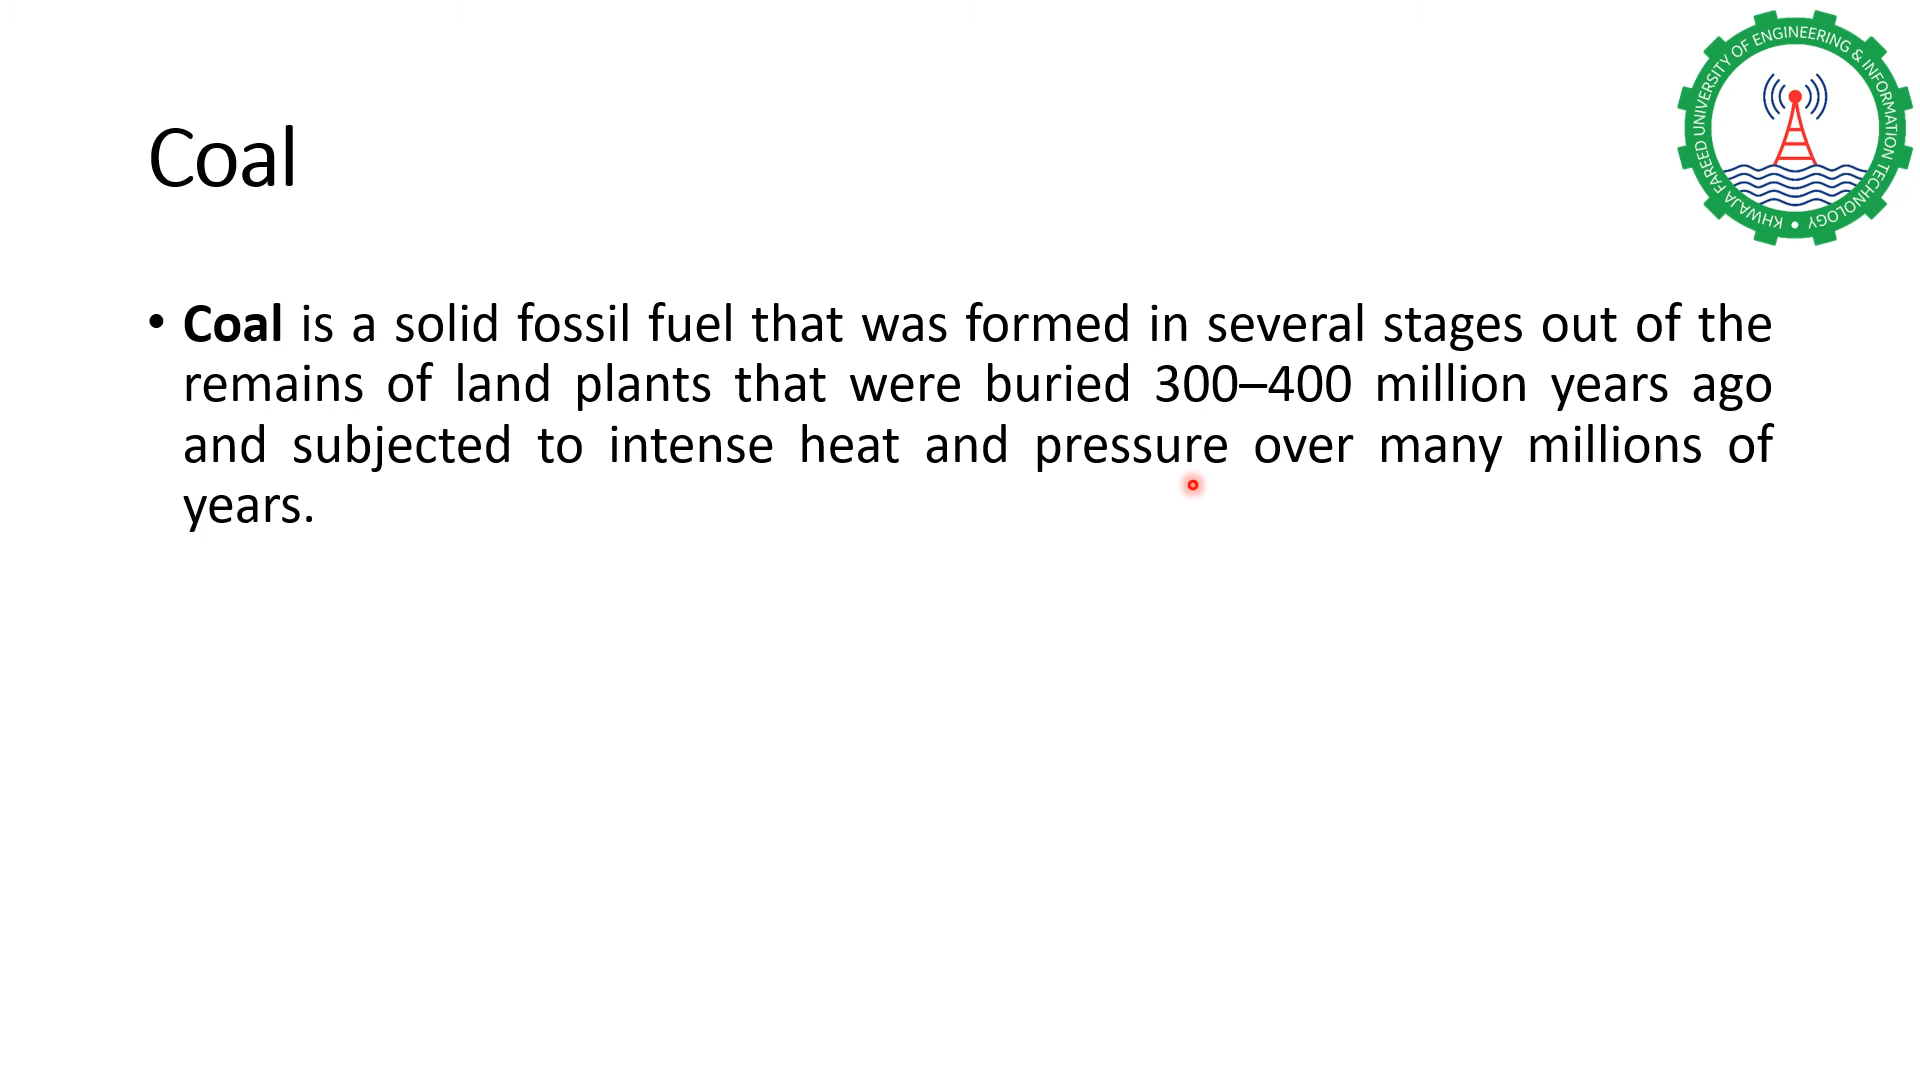 KHWAJA FAREED UNIVERSITY OF ENGINEERING & INFORMATION TECHNOLOGY
Coal
• Coal is a solid fossil fuel that was formed in several stages out of the
remains of land plants that were buried 300–400 million years ago
and subjected to intense heat and pressure over many millions of
years.